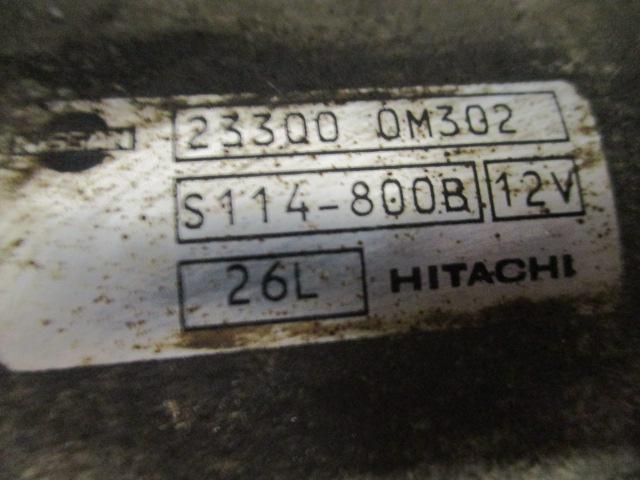 NISSAN
23300 0M302
S114-800B 12V
26L HITACHI